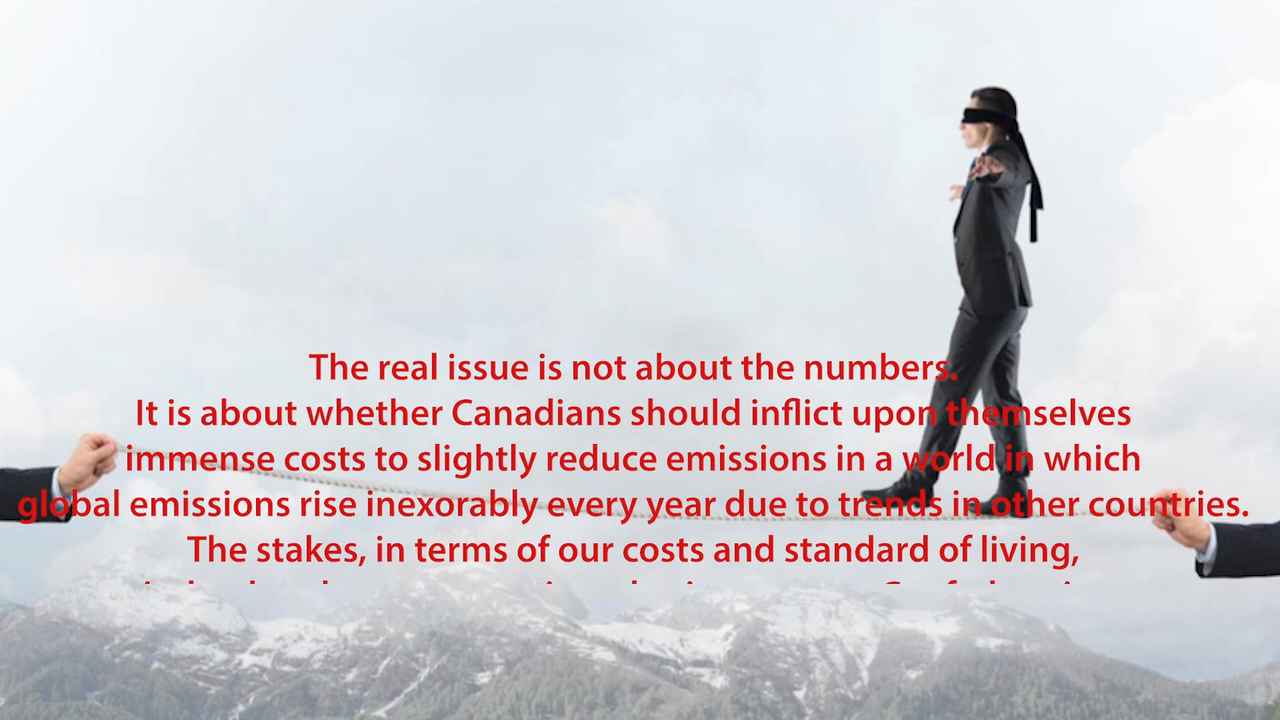 The real issue is not about the numbers.
It is about whether Canadians should inflict upon themselves
immense costs to slightly reduce emissions in a world in which
global emissions rise inexorably every year due to trends in other countries.
The stakes, in terms of our costs and standard of living,